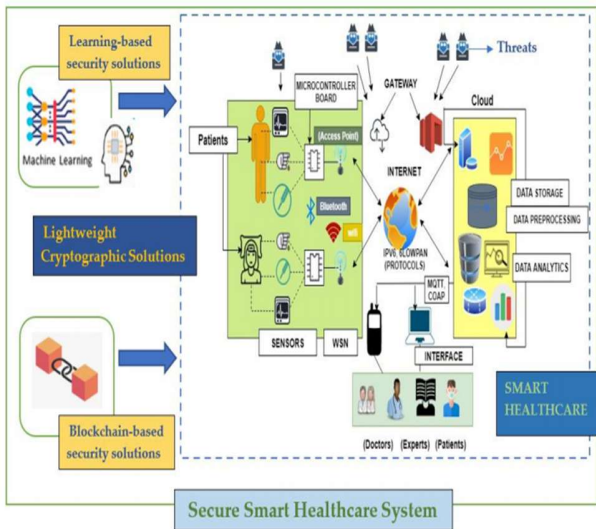 Learning-based
security solutions
Machine Learning
Lightweight
Cryptographic Solutions
Blockchain-based
security solutions
Threats
MICROCONTROLLER
BOARD
GATEWAY
Cloud
Patients
(Access Point)
INTERNET
Bluetooth
wifi
IPV6, 6LOWPAN
(PROTOCOLS)
DATA STORAGE
DATA PREPROCESSING
DATA ANALYTICS
MQTT,
COAP
SENSORS
WSN
INTERFACE
SMART
HEALTHCARE
(Doctors) (Experts) (Patients)
Secure Smart Healthcare System